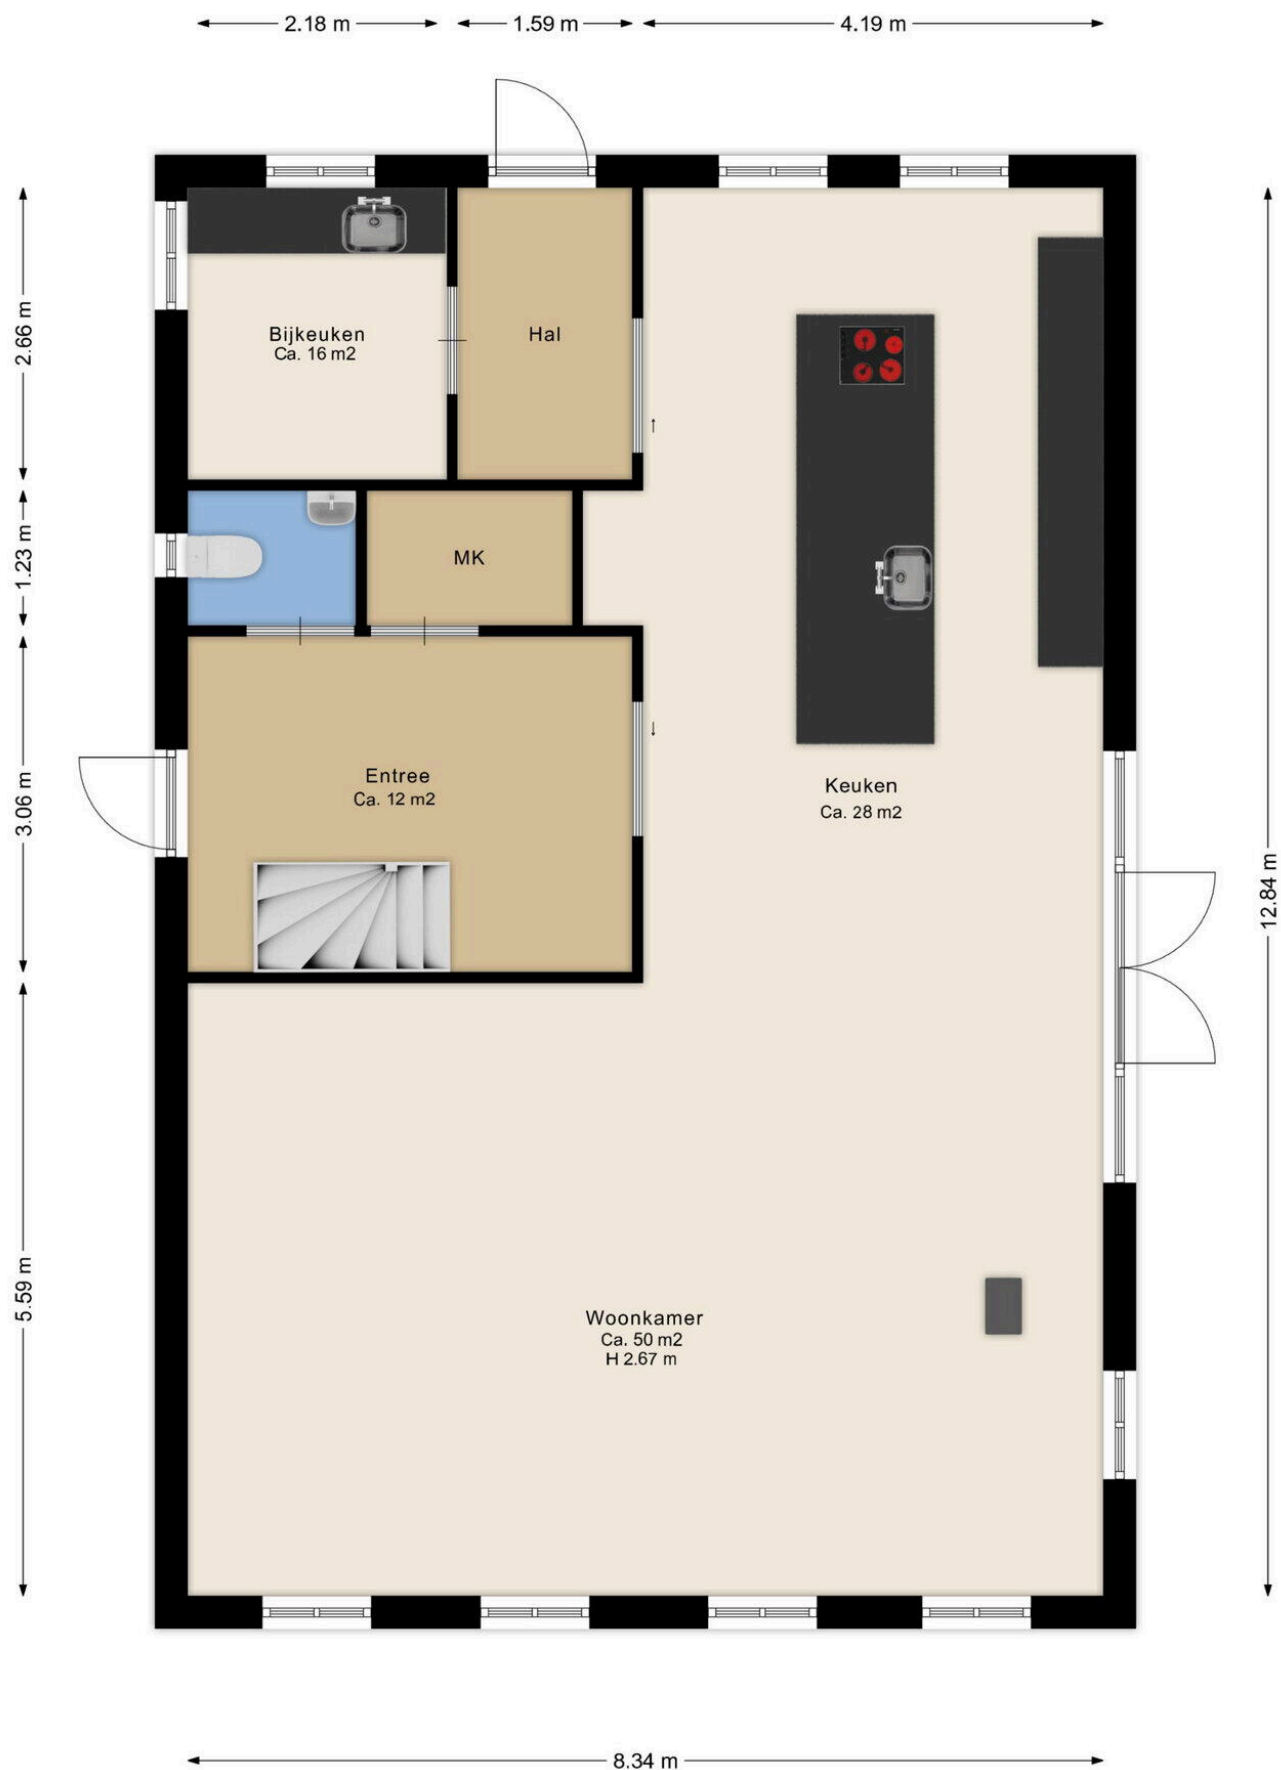 2.18 m
1.59 m
4.19 m
2.66 m
Bijkeuken
Ca. 16 m2
Hal
1.23 m
MK
3.06 m
Entree
Ca. 12 m2
Keuken
Ca. 28 m2
12.84 m
5.59 m
Woonkamer
Ca. 50 m2
H 2.67 m
8.34 m